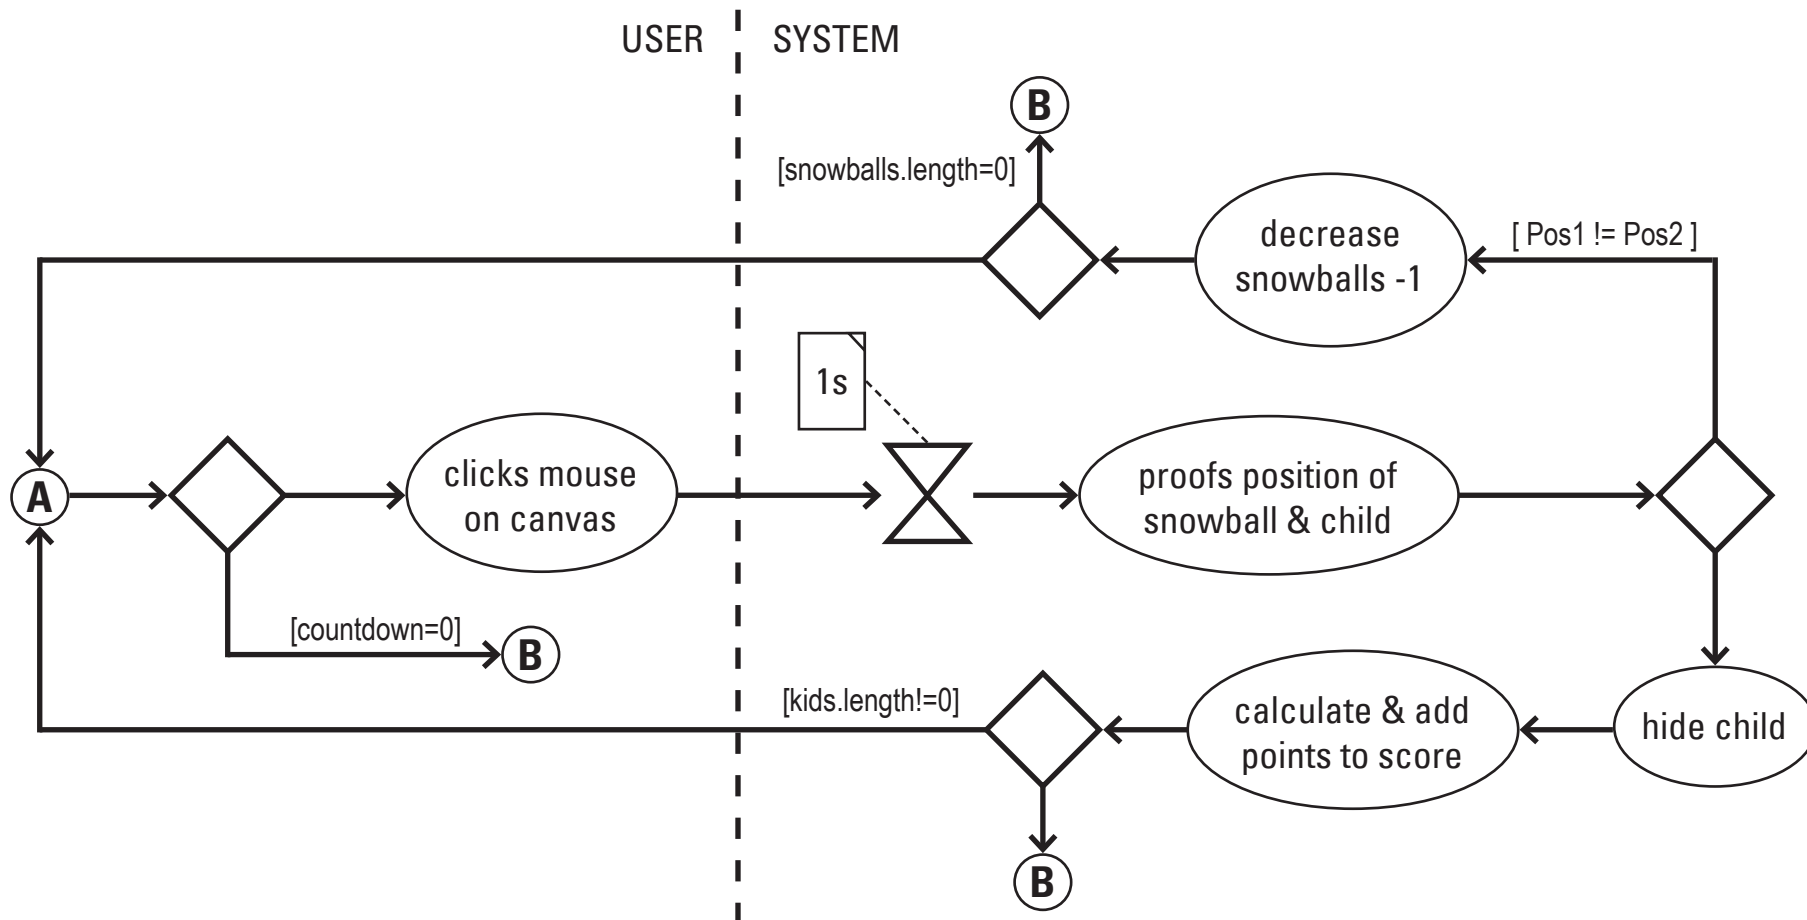 USER
SYSTEM
B
[snowballs.length=0]
decrease
snowballs -1
[ Pos1 != Pos2 ]
1s
A
clicks mouse
on canvas
proofs position of
snowball & child
[countdown=0]
B
[kids.length!=0]
calculate & add
points to score
hide child
B